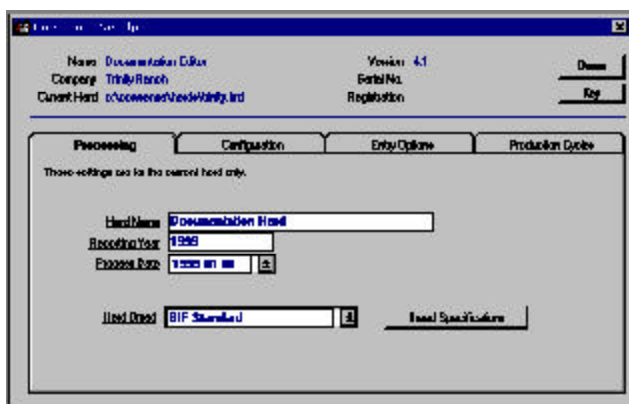 Name Documentation Editor
Version 4.1
Company Trinity Ranch
Serial No.
Current Herd
Registration
Key
Processing Configuration Entry Options Production Cycles
These settings are for the current herd only.
Herd Name Documentation Herd
Reporting Year 1999
Process Date
Herd Breed BIF Standard
Breed Specifications